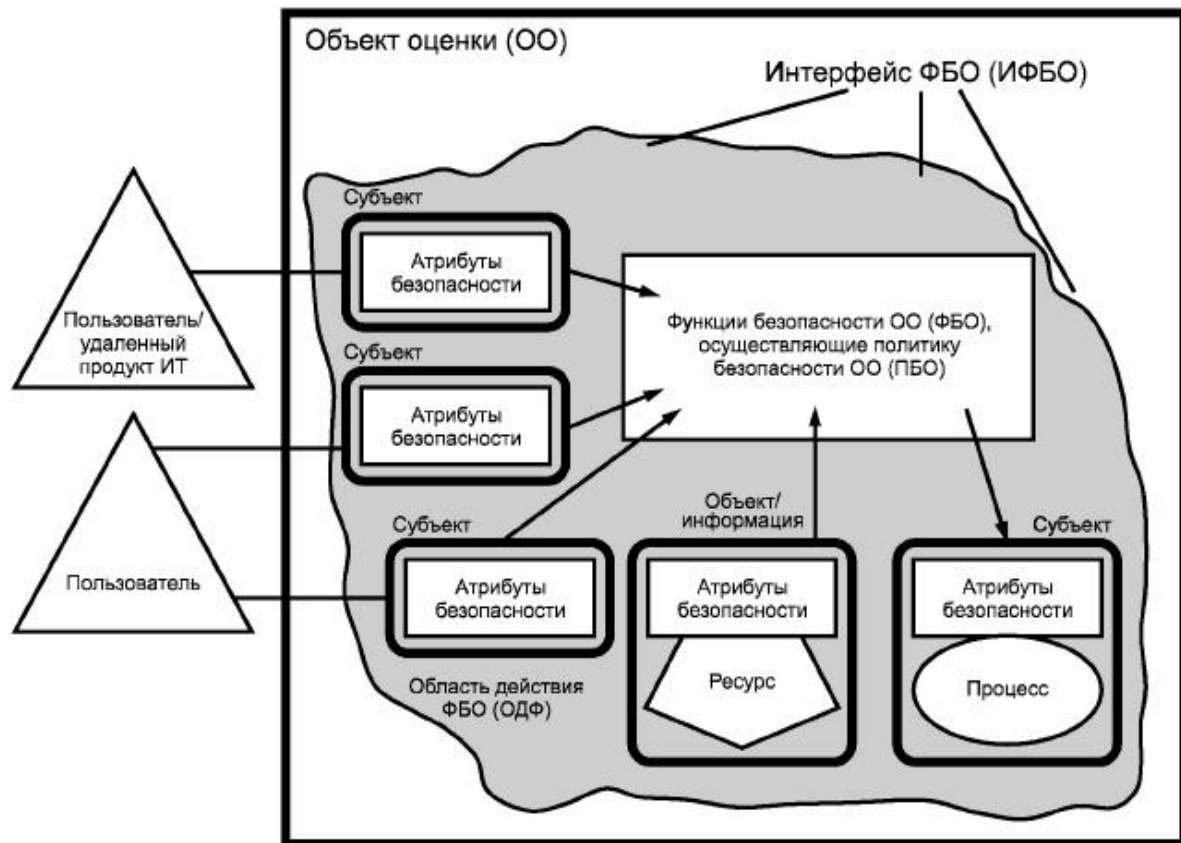 Объект оценки (ОО)
Интерфейс ФБО (ИФБО)
Субъект
Атрибуты
безопасности
Пользователь/
удаленный
продукт ИТ
Функции безопасности ОО (ФБО),
осуществляющие политику
безопасности ОО (ПБО)
Субъект
Атрибуты
безопасности
Пользователь
Субъект
Атрибуты
безопасности
Объект/
информация
Атрибуты
безопасности
Ресурс
Субъект
Атрибуты
безопасности
Процесс
Область действия
ФБО (ОДФ)